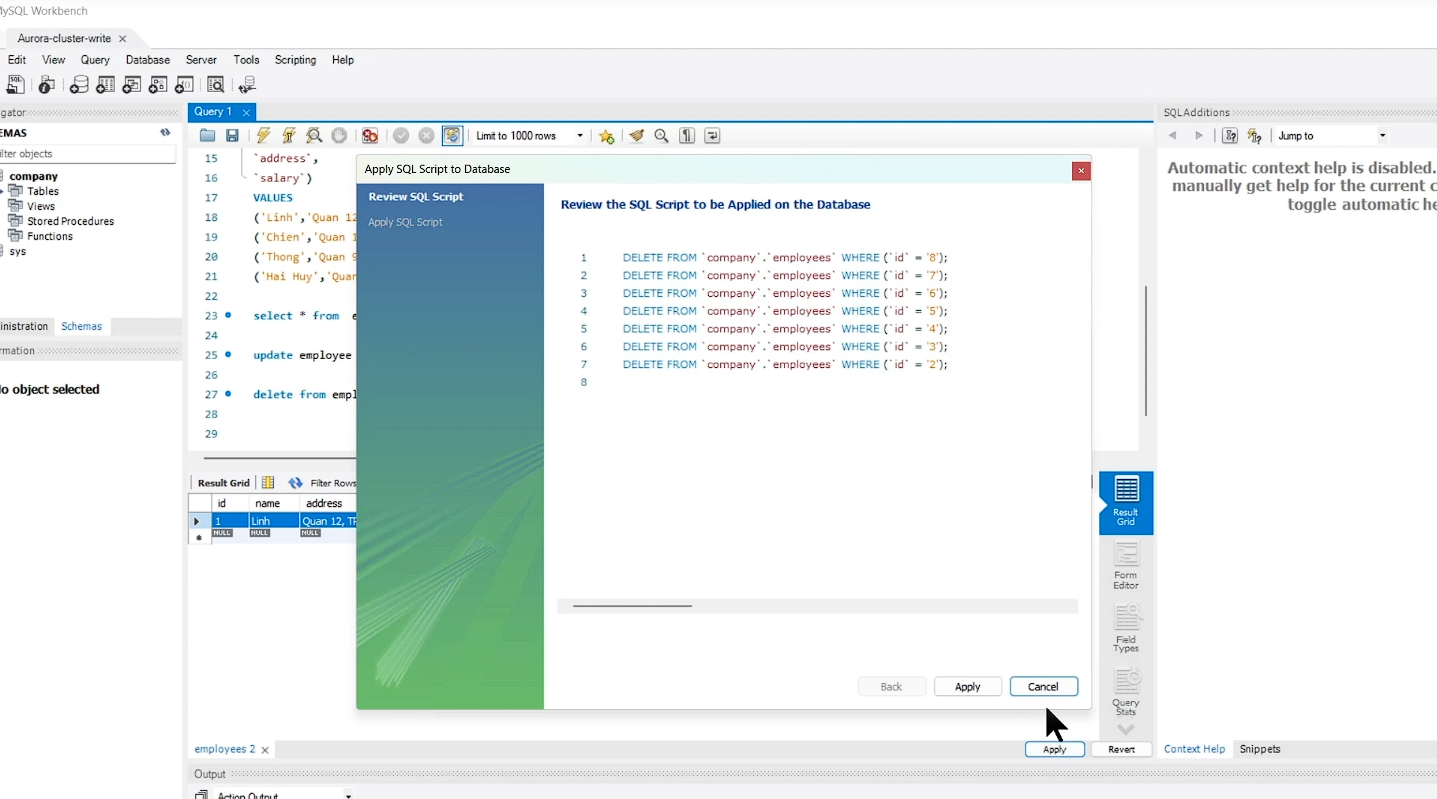 MySQL Workbench
Aurora-cluster-write
Edit View Query Database Server Tools Scripting Help
gator
EMAS
ilter objects
company
Tables
Views
Stored Procedures
Functions
sys
inistration Schemas
rmation
lo object selected
Query 1
Limit to 1000 rows
15 `address`,
16 `salary`)
17 VALUES
18 ('Linh','Quan 12
19 ('Chien','Quan 1
20 ('Thong','Quan 9
21 ('Hai Huy','Quan
22
23 select * from e
24
25 update employee
26
27 delete from empl
28
29
Apply SQL Script to Database
Review SQL Script
Apply SQL Script
Review the SQL Script to be Applied on the Database
1 DELETE FROM `company`.`employees` WHERE (`id` = '8');
2 DELETE FROM `company`.`employees` WHERE (`id` = '7');
3 DELETE FROM `company`.`employees` WHERE (`id` = '6');
4 DELETE FROM `company`.`employees` WHERE (`id` = '5');
5 DELETE FROM `company`.`employees` WHERE (`id` = '4');
6 DELETE FROM `company`.`employees` WHERE (`id` = '3');
7 DELETE FROM `company`.`employees` WHERE (`id` = '2');
8
Back Apply Cancel
Result Grid Filter Rows
id name address
1 Linh Quan 12, TP
NULL NULL NULL
Result
Grid
Form
Editor
Field
Types
Query
Stats
employees 2
Apply Revert
Output
Action Output
SQLAdditions
Jump to
Automatic context help is disabled.
manually get help for the current c
toggle automatic he
Context Help Snippets